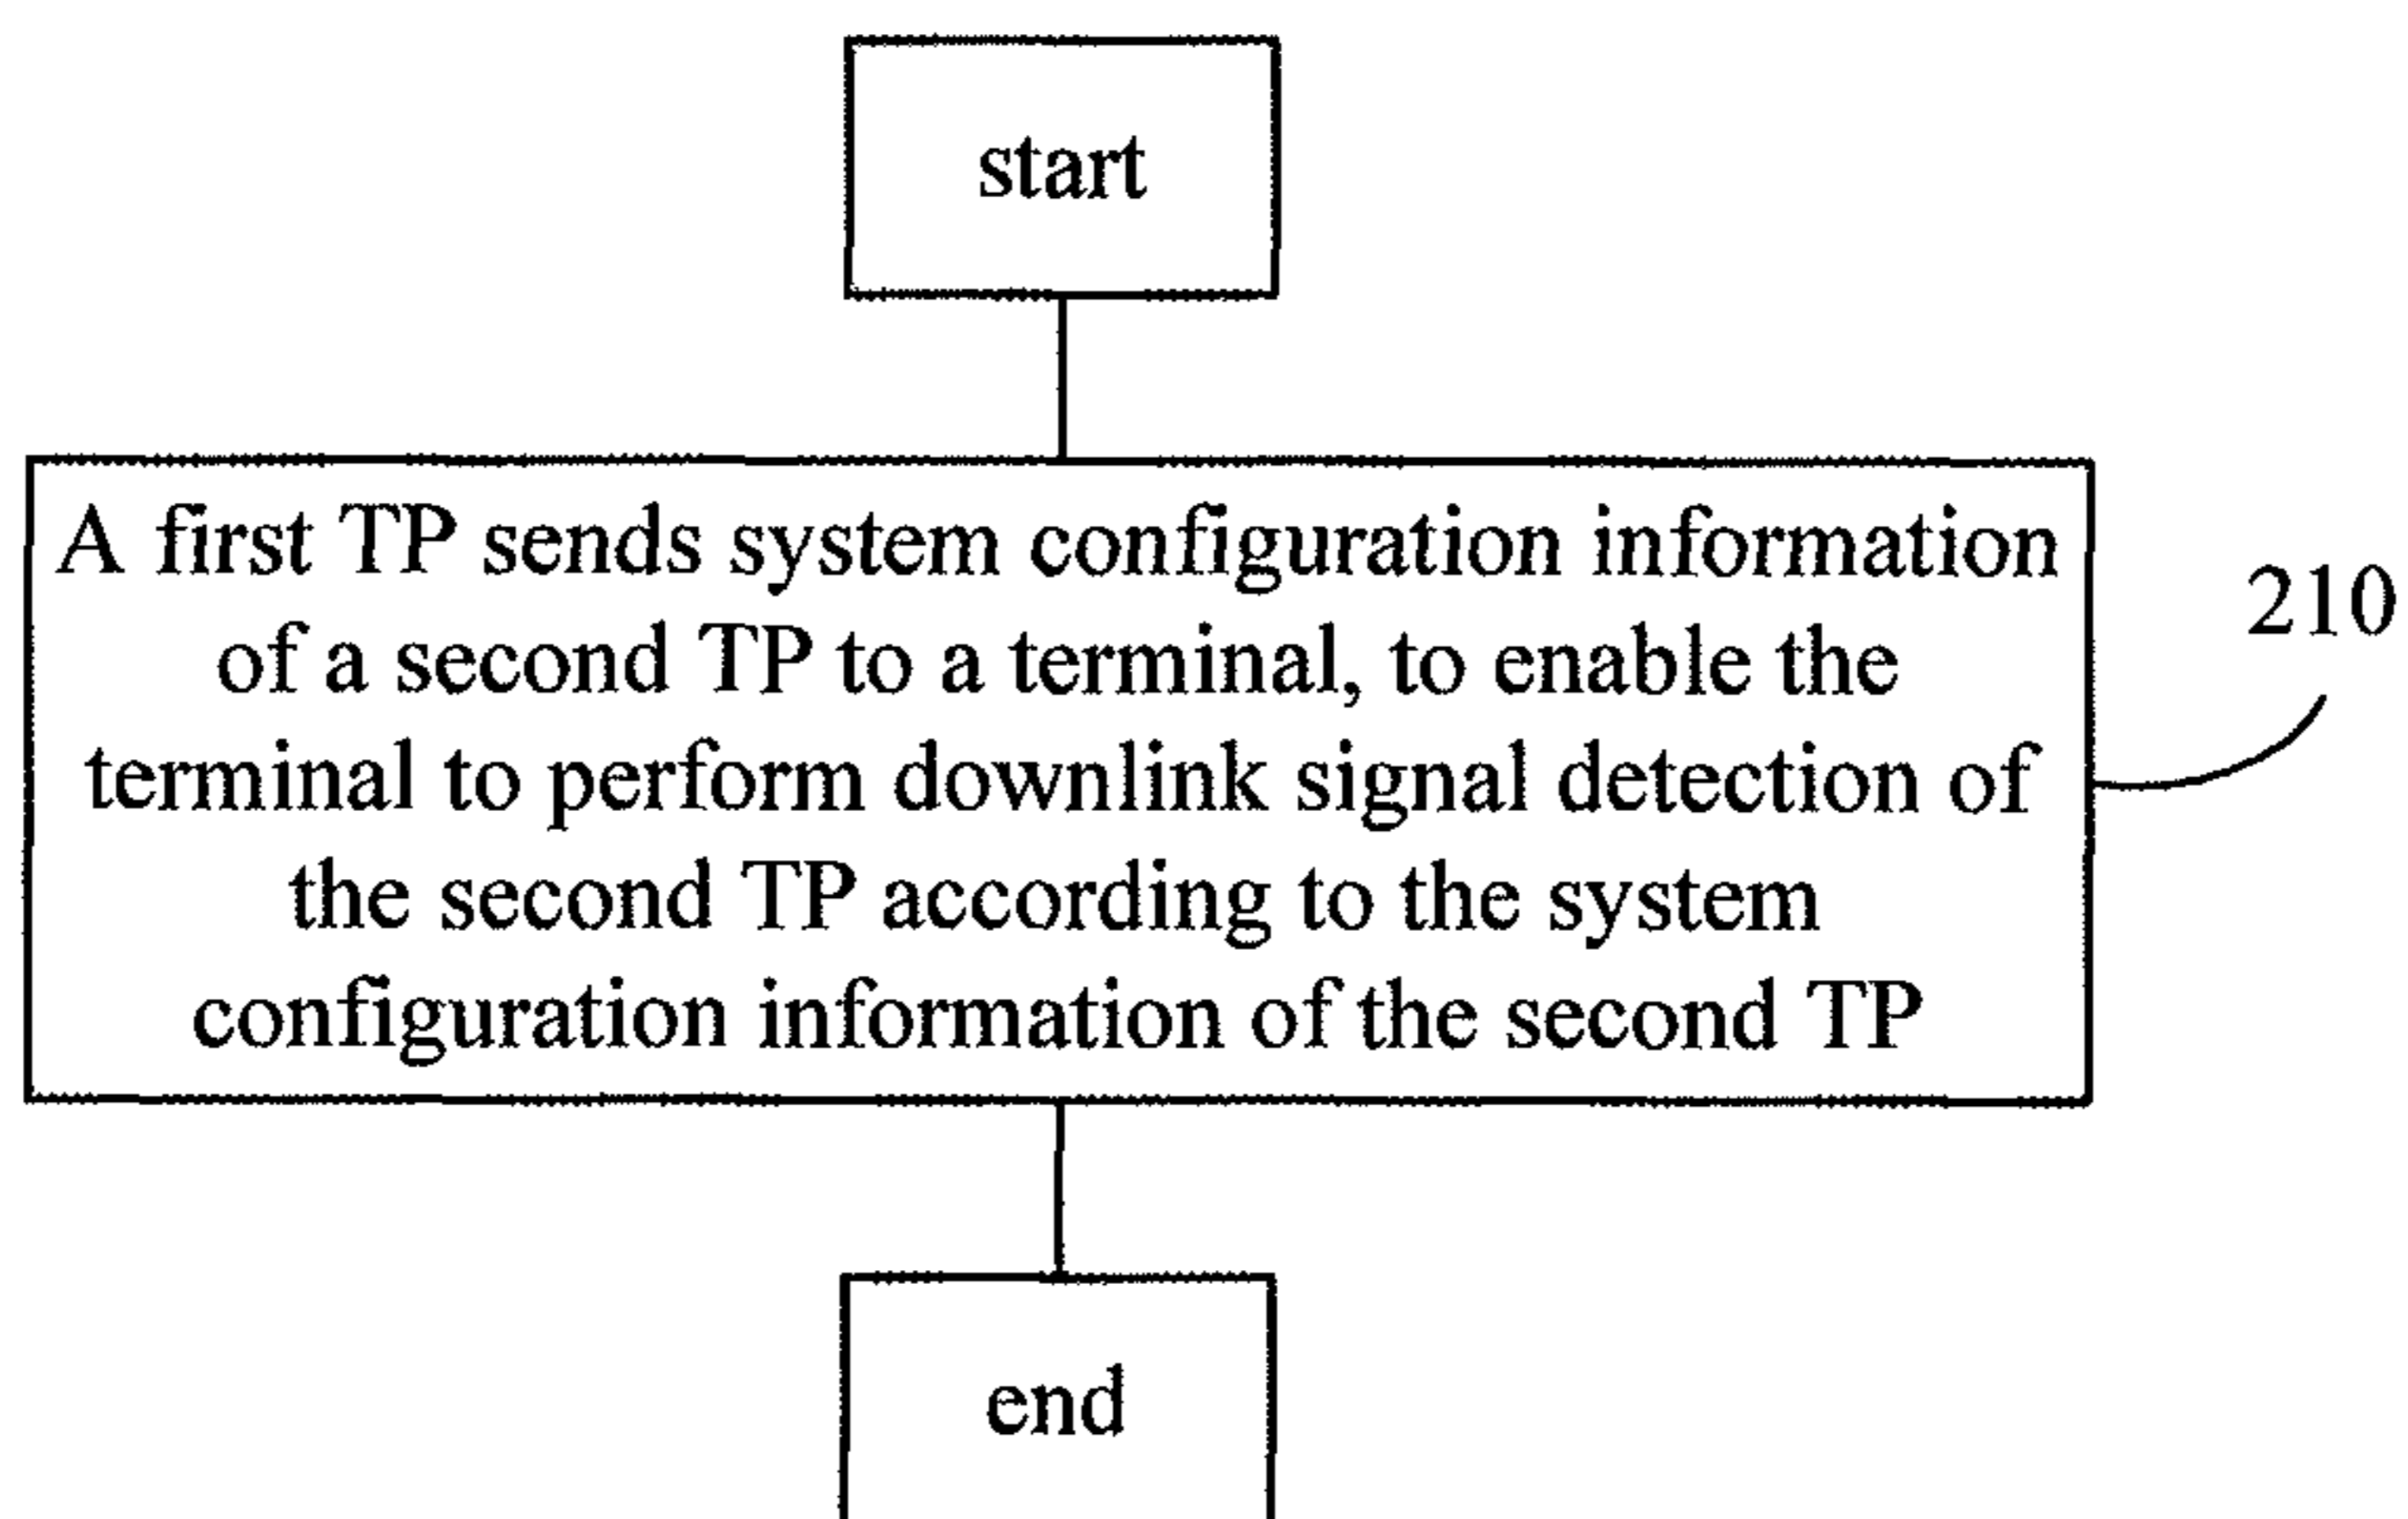 start
A first TP sends system configuration information
of a second TP to a terminal, to enable the
terminal to perform downlink signal detection of
the second TP according to the system
configuration information of the second TP
210
end